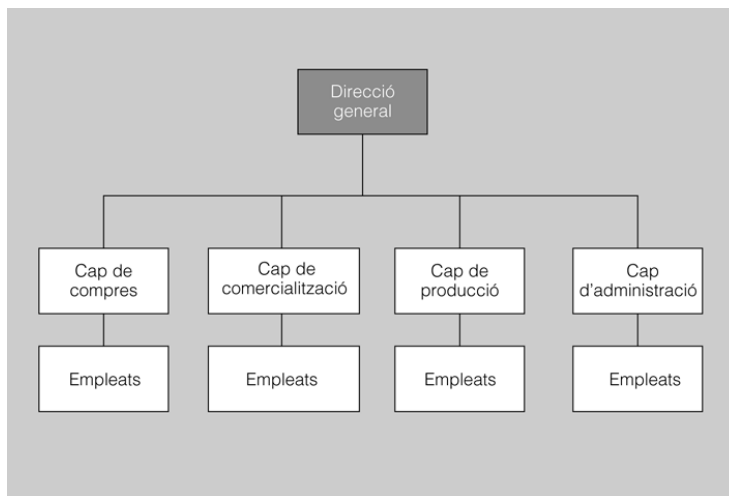 Direcció
general
Cap de
compres
Cap de
comercialització
Cap de
producció
Cap
d'administració
Empleats
Empleats
Empleats
Empleats